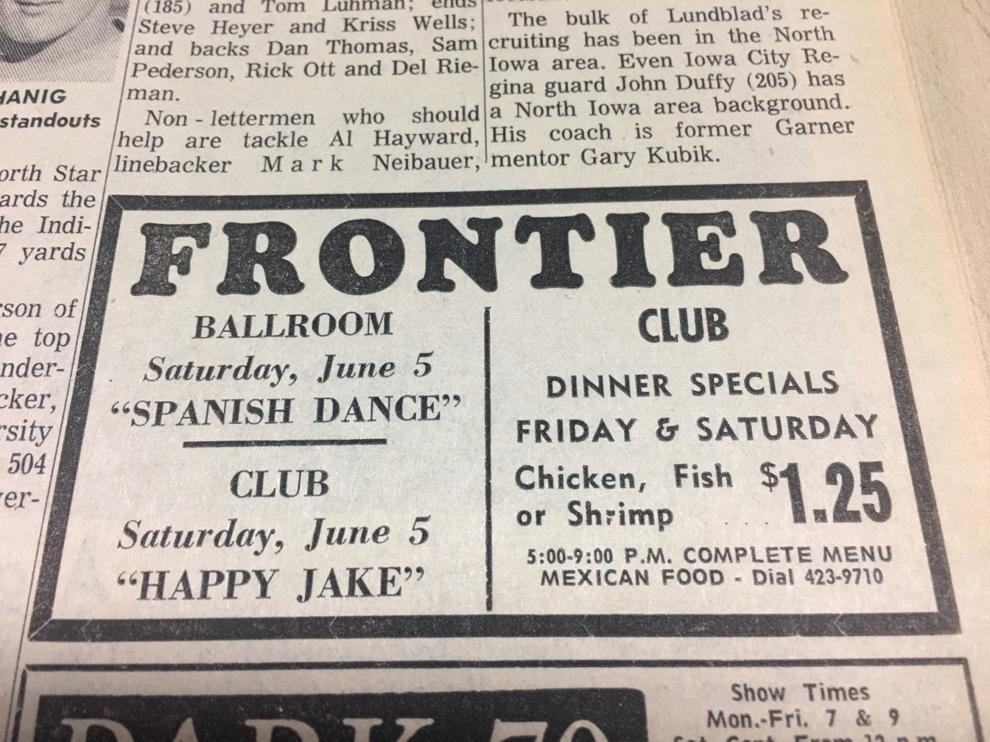 HANIG
standouts
orth Star
ards the
he Indi-
7 yards
rson of
he top
nder-
cker,
rsity
504
ver-
(185) and Tom Luhman; ends
Steve Heyer and Kriss Wells;
and backs Dan Thomas, Sam
Pederson, Rick Ott and Del Rie-
man.
Non - lettermen who should
help are tackle Al Hayward,
linebacker Mark Neibauer,
The bulk of Lundblad's re-
cruiting has been in the North
Iowa area. Even Iowa City Re-
gina guard John Duffy (205) has
a North Iowa area background.
His coach is former Garner
mentor Gary Kubik.
FRONTIER
BALLROOM
Saturday, June 5
“SPANISH DANCE”
CLUB
Saturday, June 5
“HAPPY JAKE”
CLUB
DINNER SPECIALS
FRIDAY & SATURDAY
Chicken, Fish
or Shrimp
$1.25
5:00-9:00 P.M. COMPLETE MENU
MEXICAN FOOD - Dial 423-9710
PARK 70
Show Times
Mon.-Fri. 7 & 9